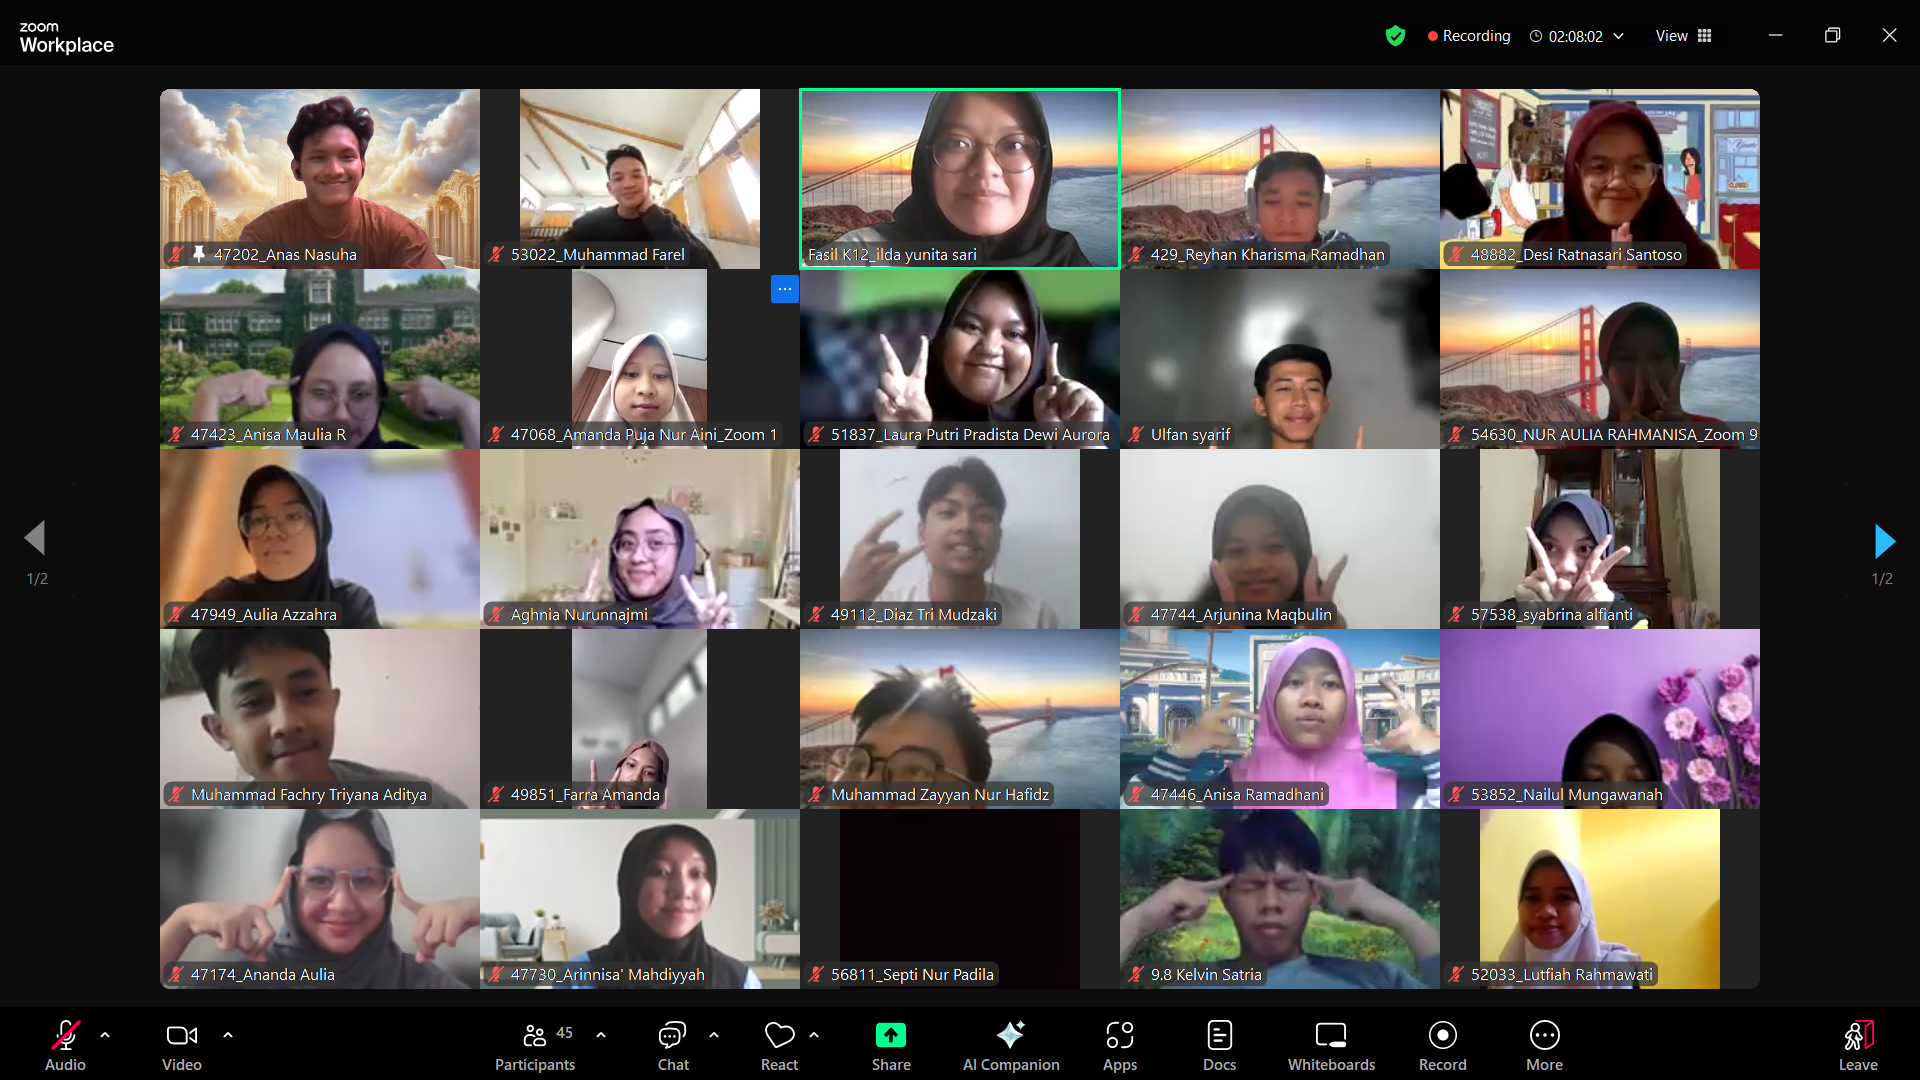 zoom
Workplace
Recording
02:08:02
View
47202_Anas Nasuha
53022_Muhammad Farel
Fasil K12_ilda yunita sari
429_Reyhan Kharisma Ramadhan
48882_Desi Ratnasari Santoso
47423_Anisa Maulia R
47068_Amanda Puja Nur Aini_Zoom 1
51837_Laura Putri Pradista Dewi Aurora
Ulfan syarif
54630_NUR AULIA RAHMANISA_Zoom 9
47949_Aulia Azzahra
Aghnia Nurunnajmi
49112_Diaz Tri Mudzaki
47744_Arjunina Maqbulin
57538_syabrina alfianti
1/2
1/2
Muhammad Fachry Triyana Aditya
49851_Farra Amanda
Muhammad Zayyan Nur Hafidz
47446_Anisa Ramadhani
53852_Nailul Mungawanah
47174_Ananda Aulia
47730_Arinnisa' Mahdiyyah
56811_Septi Nur Padila
9.8 Kelvin Satria
52033_Lutfiah Rahmawati
Audio
Video
45
Participants
Chat
React
Share
AI Companion
Apps
Docs
Whiteboards
Record
More
Leave